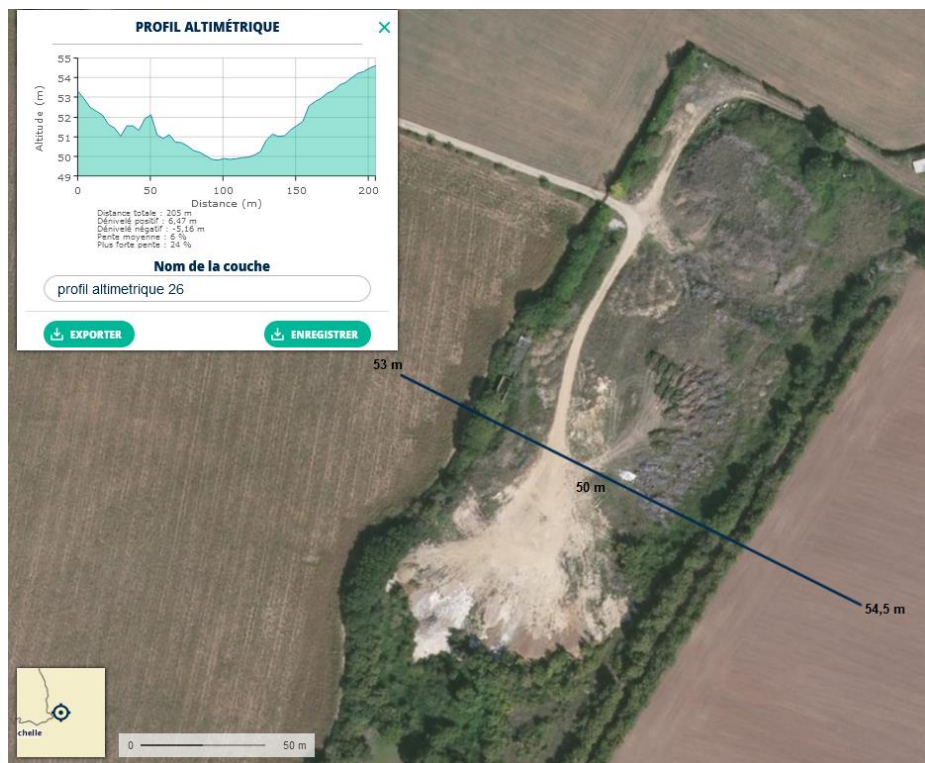 PROFIL ALTIMÉTRIQUE
55
54
53
52
51
50
49
Altitude (m)
0 50 100 150 200
Distance (m)
Distance totale : 205 m
Dénivelé positif : 6,47 m
Dénivelé négatif : -5,16 m
Pente moyenne : 6 %
Plus forte pente : 24 %
Nom de la couche
profil altimetrique 26
EXPORTER ENREGISTRER
53 m
50 m
54,5 m
chelle
0 50 m